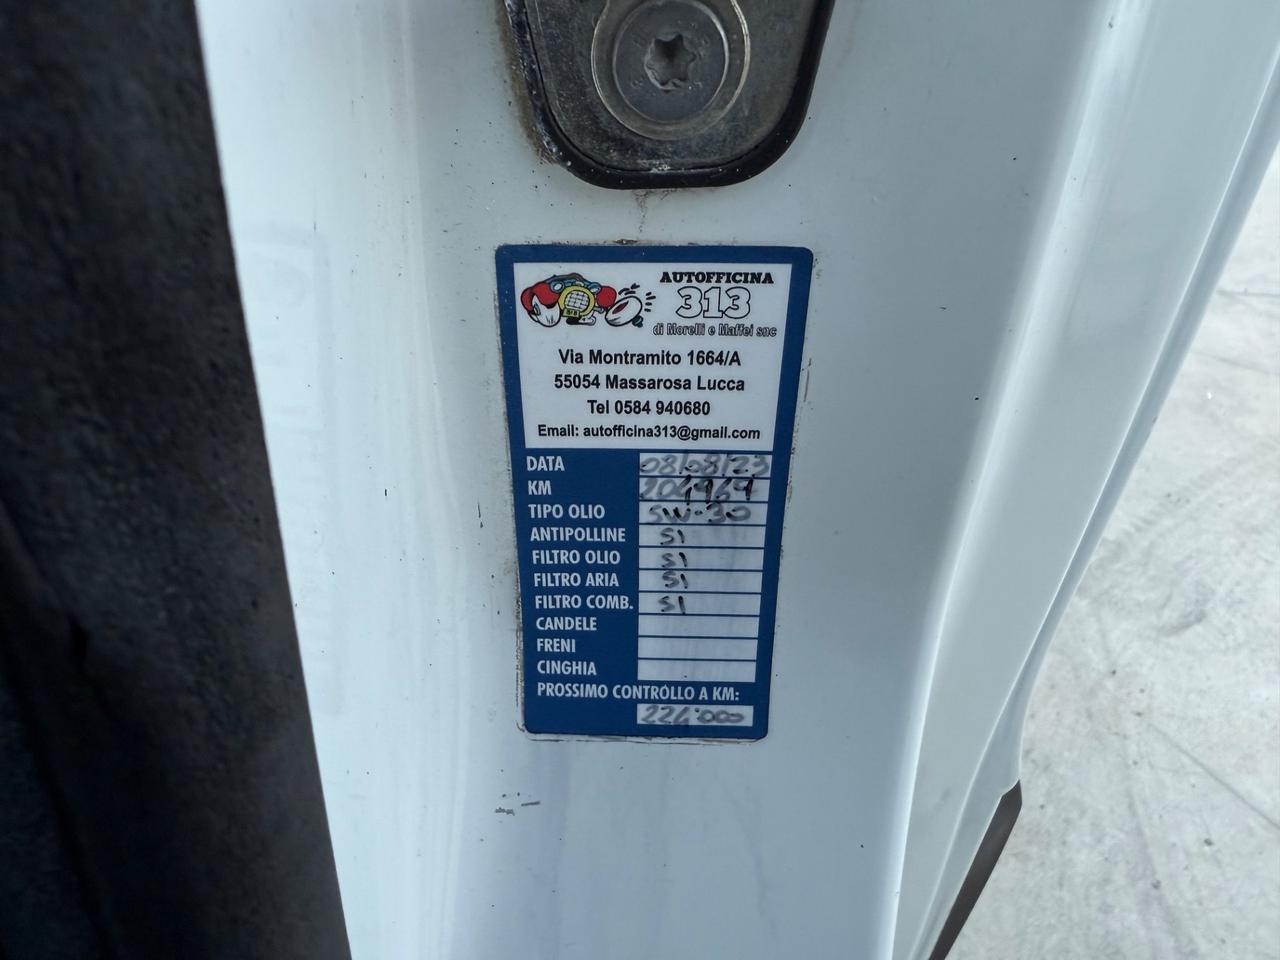 AUTOFFICINA
313
di Morelli e Maffei snc
Via Montramito 1664/A
55054 Massarosa Lucca
Tel 0584 940680
Email: autofficina313@gmail.com
DATA 08/08/23
KM 204969
TIPO OLIO 5W-30
ANTIPOLLINE SI
FILTRO OLIO SI
FILTRO ARIA SI
FILTRO COMB. SI
CANDELE
FRENI
CINGHIA
PROSSIMO CONTROLLO A KM:
224.000